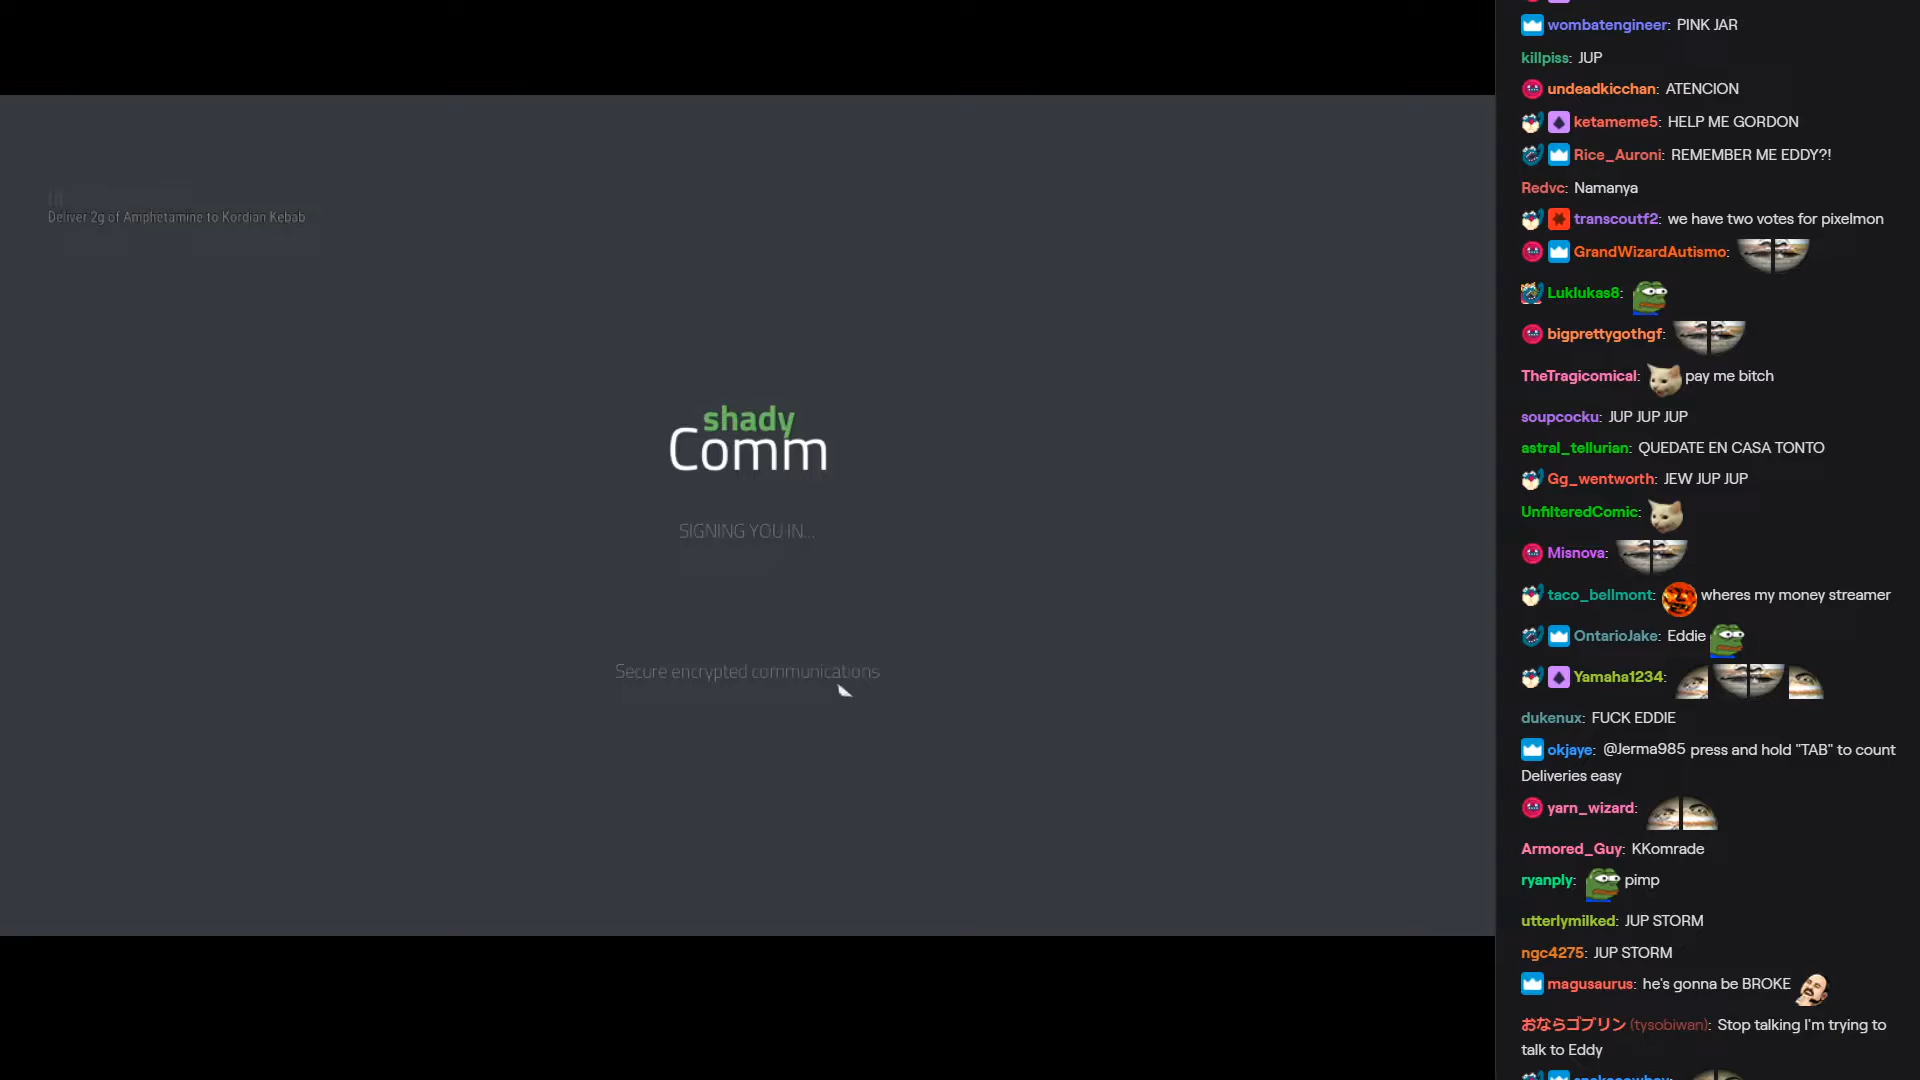 Deliver 2g of Amphetamine to Kordian Kebab
shady
Comm
SIGNING YOU IN...
Secure encrypted communications
wombatengineer: PINK JAR
killpiss: JUP
undeadkicchan: ATENCION
ketameme5: HELP ME GORDON
Rice_Auroni: REMEMBER ME EDDY?!
Redvc: Namanya
transcoutf2: we have two votes for pixelmon
GrandWizardAutismo:
Luklukas8:
bigprettygothgf:
TheTragicomical: pay me bitch
soupcocku: JUP JUP JUP
astral_tellurian: QUEDATE EN CASA TONTO
Gg_wentworth: JEW JUP JUP
UnfilteredComic:
Misnova:
taco_bellmont: wheres my money streamer
OntarioJake: Eddie
Yamaha1234:
dukenux: FUCK EDDIE
okjaye: @Jerma985 press and hold "TAB" to count
Deliveries easy
yarn_wizard:
Armored_Guy: KKomrade
ryanply: pimp
utterlymilked: JUP STORM
ngc4275: JUP STORM
magusaurus: he's gonna be BROKE
おならゴブリン (tysobiwan): Stop talking I'm trying to
talk to Eddy